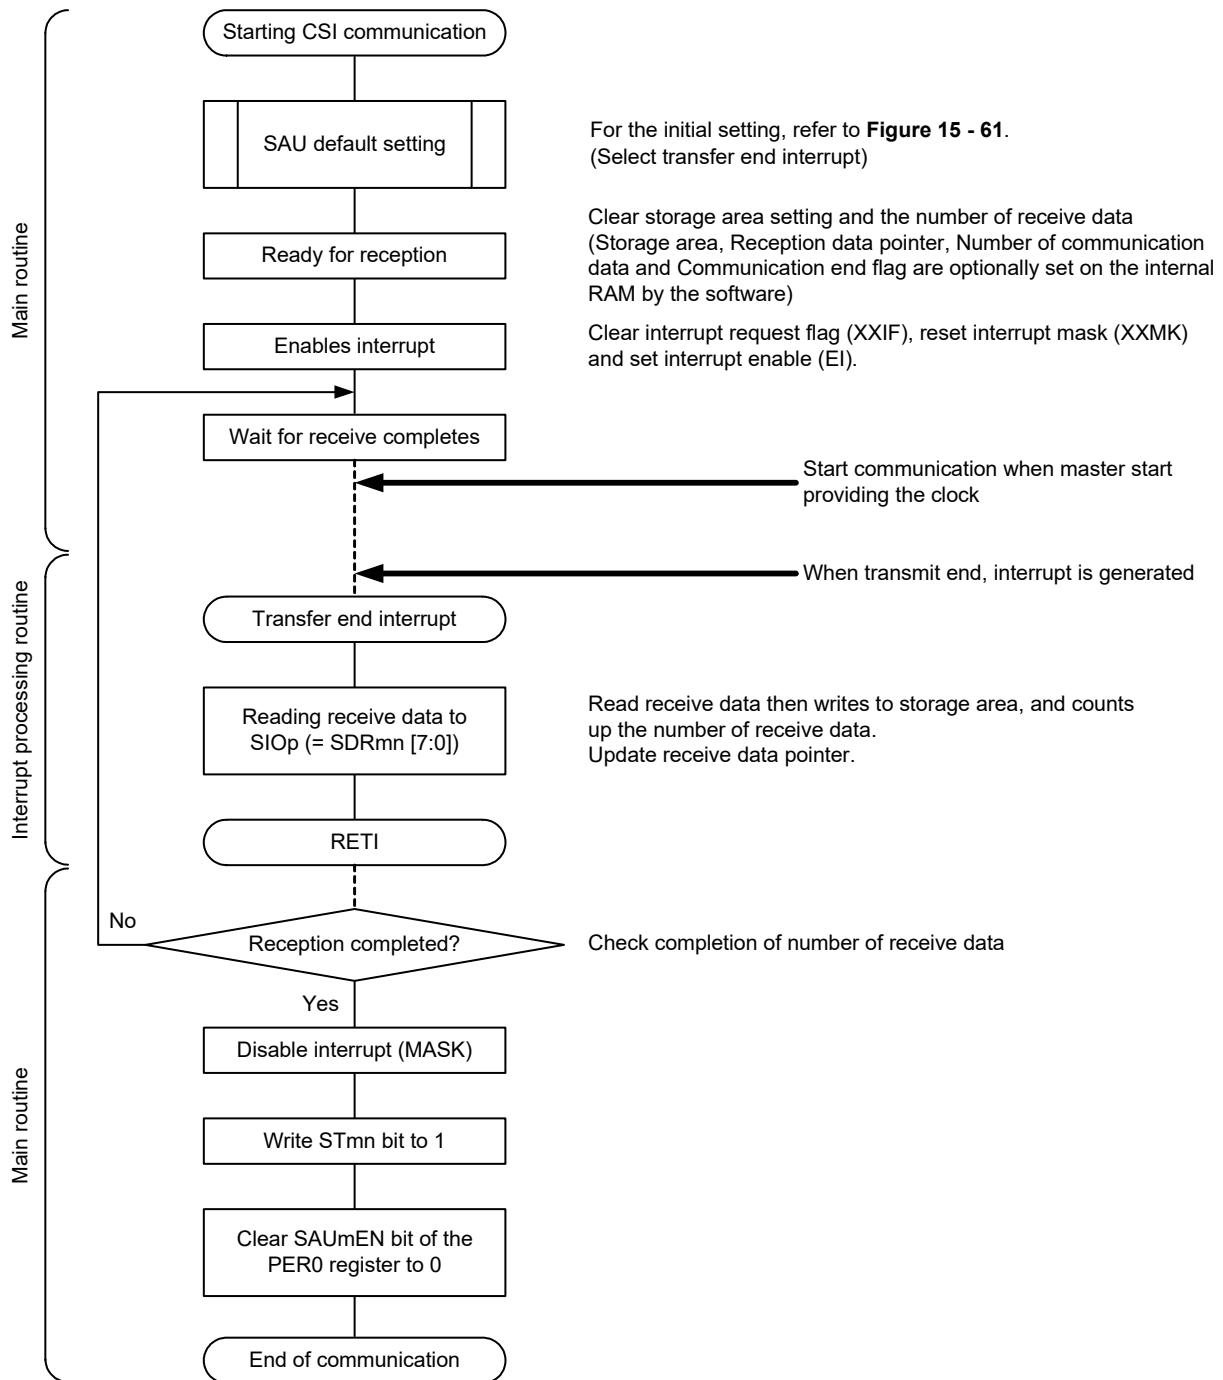 Starting CSI communication
SAU default setting
For the initial setting, refer to Figure 15 - 61.
(Select transfer end interrupt)
Ready for reception
Clear storage area setting and the number of receive data
(Storage area, Reception data pointer, Number of communication
data and Communication end flag are optionally set on the internal
RAM by the software)
Main routine
Enables interrupt
Clear interrupt request flag (XXIF), reset interrupt mask (XXMK)
and set interrupt enable (EI).
Wait for receive completes
Start communication when master start
providing the clock
When transmit end, interrupt is generated
Interrupt processing routine
Transfer end interrupt
Reading receive data to
SIOp (= SDRmn [7:0])
Read receive data then writes to storage area, and counts
up the number of receive data.
Update receive data pointer.
RETI
No
Reception completed?
Check completion of number of receive data
Yes
Main routine
Disable interrupt (MASK)
Write STmn bit to 1
Clear SAUmEN bit of the
PER0 register to 0
End of communication